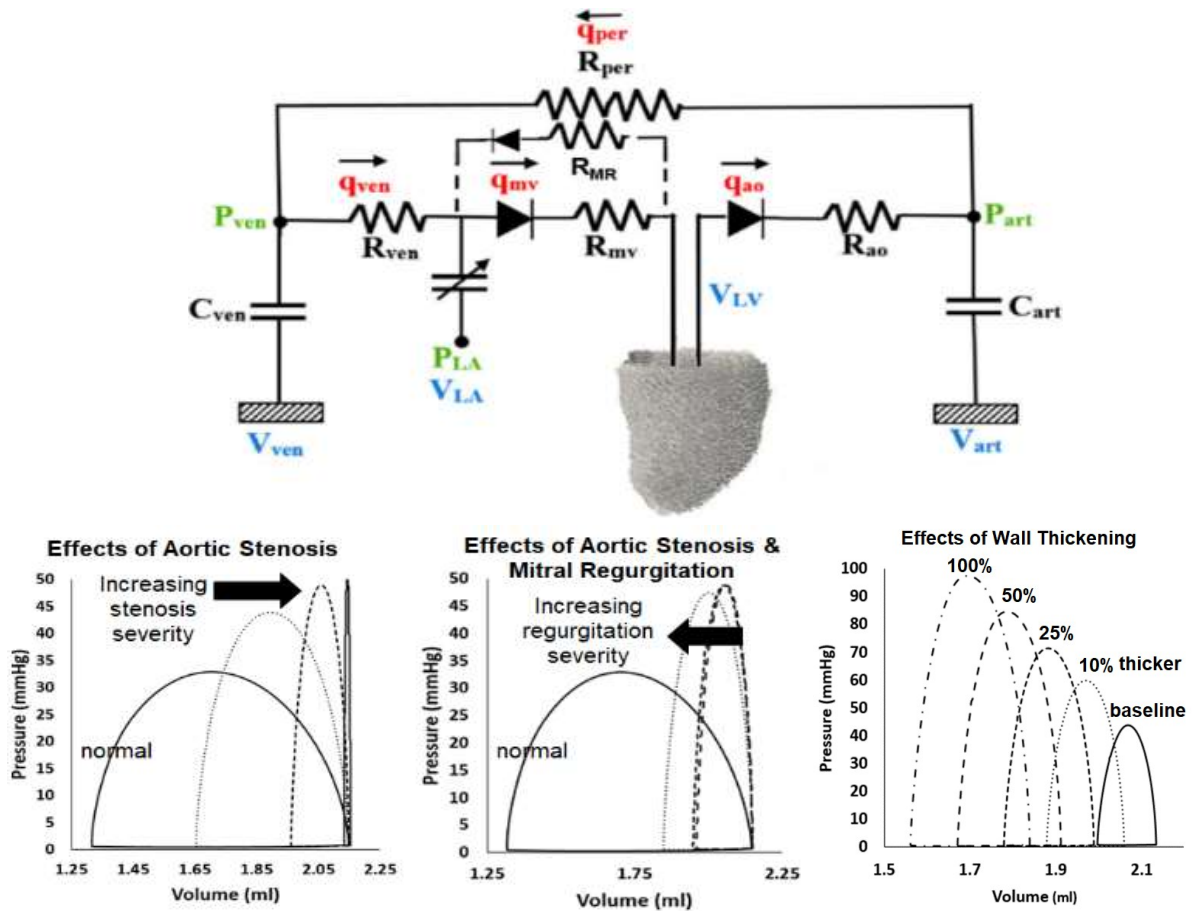 qper
Rper
RMR
qven
qmv
qao
Pven
Rven
Rmv
Rao
Part
Cven
VLV
Cart
PLA
VLA
Vven
Vart
Effects of Aortic Stenosis
Increasing
stenosis
severity
normal
Pressure (mmHg)
50
45
40
35
30
25
20
15
10
5
0
1.25 1.45 1.65 1.85 2.05 2.25
Volume (ml)
Effects of Aortic Stenosis &
Mitral Regurgitation
Increasing
regurgitation
severity
normal
Pressure (mmHg)
50
45
40
35
30
25
20
15
10
5
0
1.25 1.75 2.25
Volume (ml)
Effects of Wall Thickening
100%
50%
25%
10% thicker
baseline
Pressure (mmHg)
100
90
80
70
60
50
40
30
20
10
0
1.5 1.7 1.9 2.1
Volume (ml)